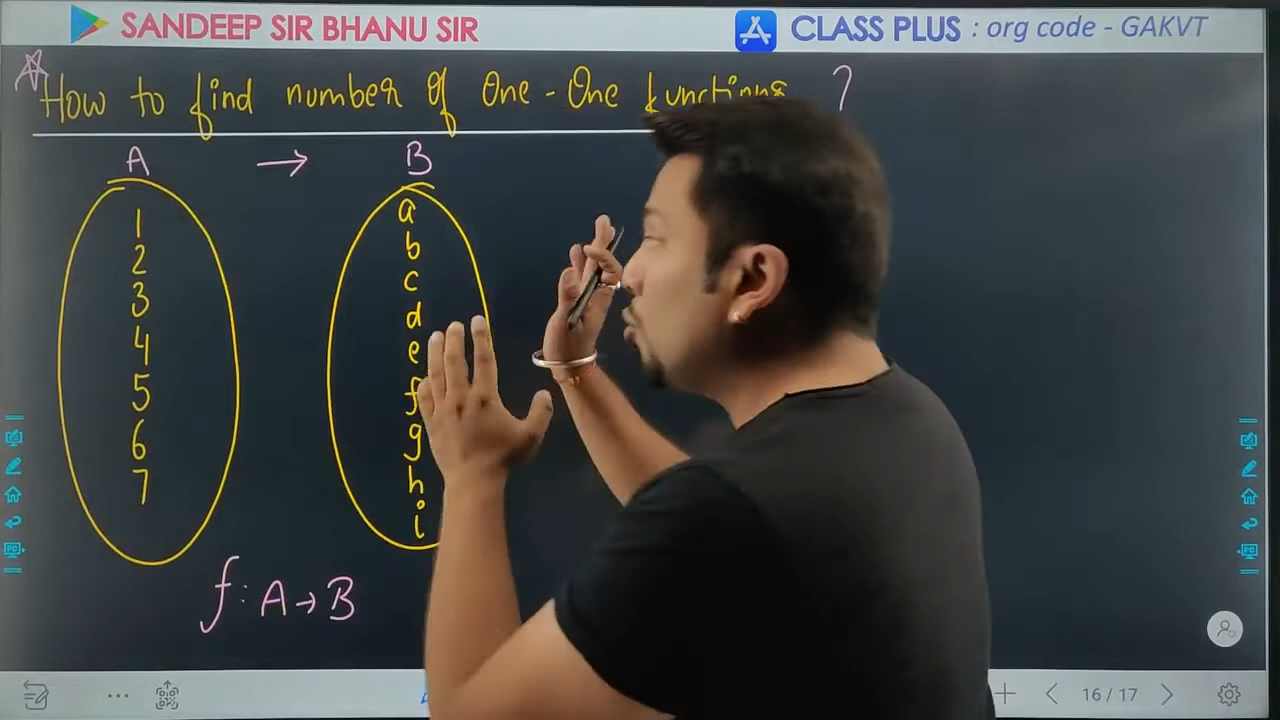 SANDEEP SIR BHANU SIR
CLASS PLUS : org code - GAKVT
How to find number of One-One functions ?
A → B
1
2
3
4
5
6
7
a
b
c
d
e
f
g
h
i
f: A→B
16 / 17